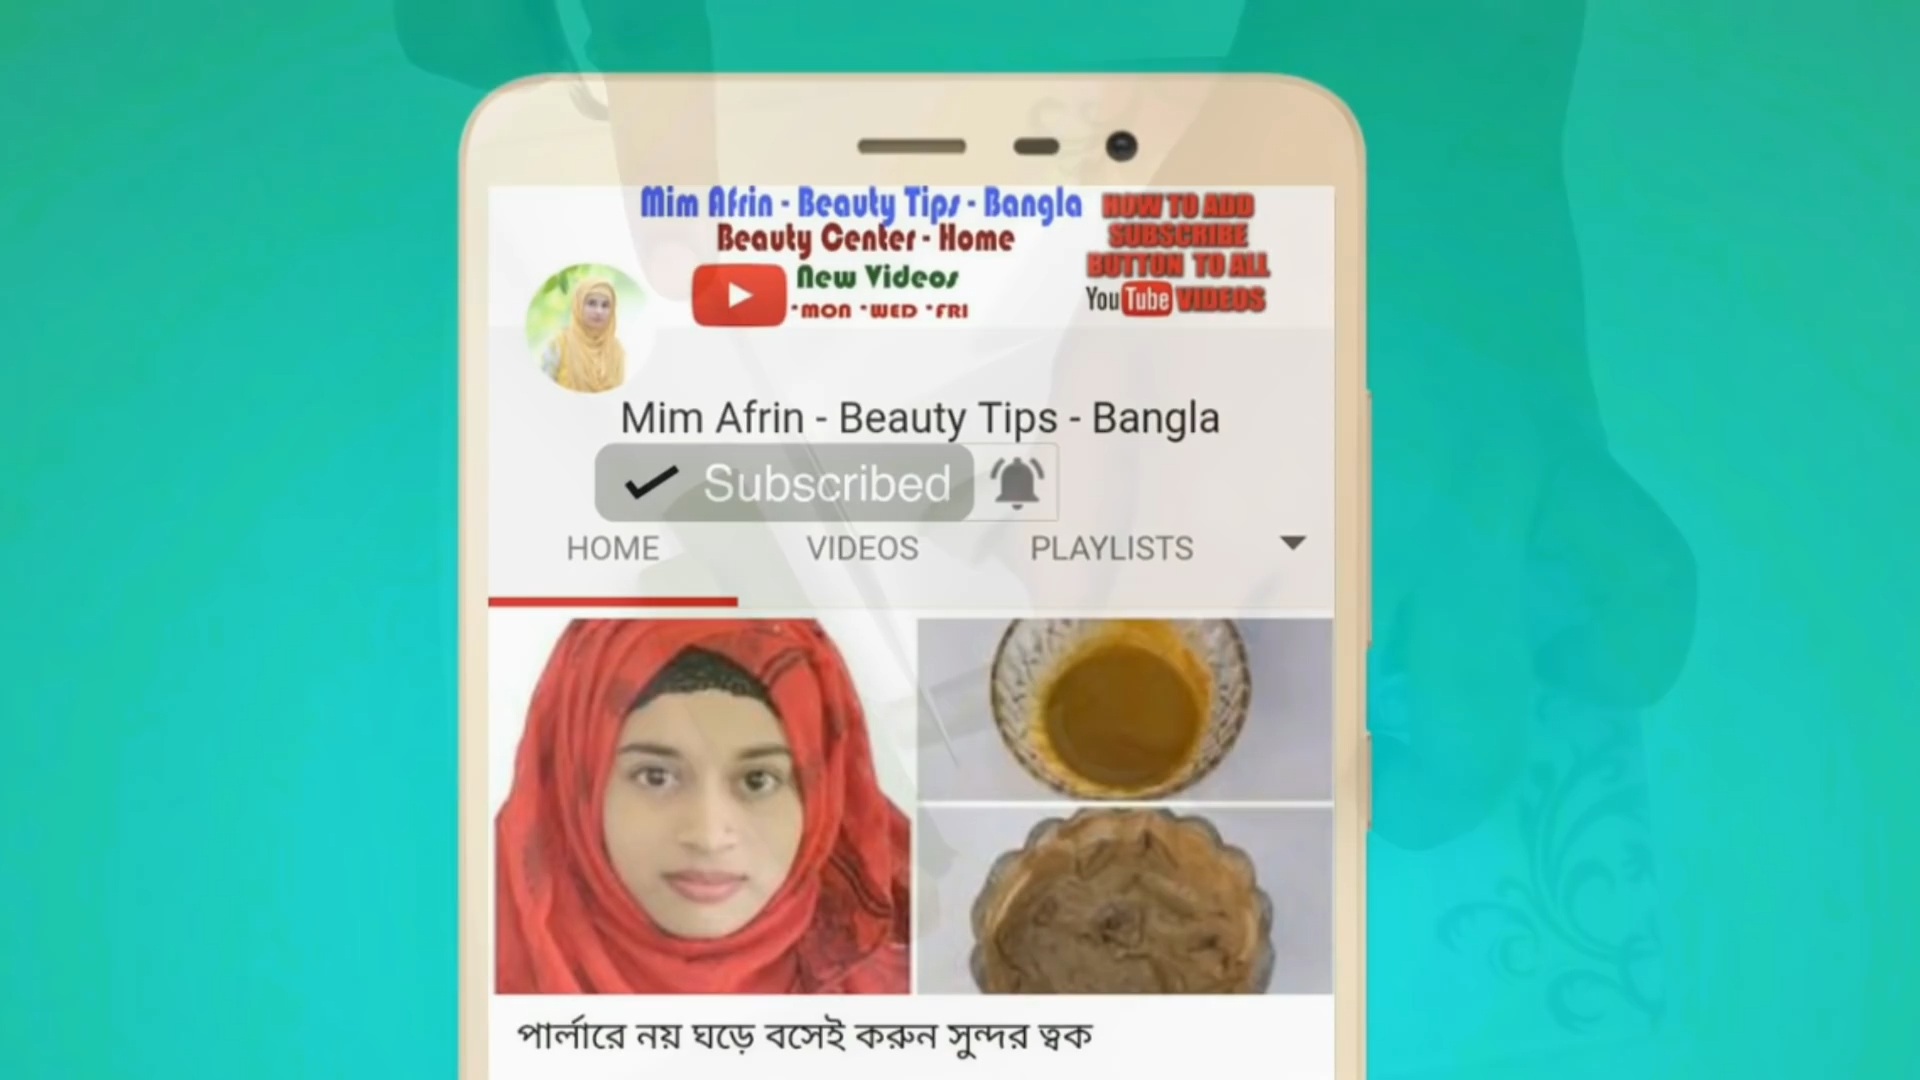 Mim Afrin - Beauty Tips - Bangla
Beauty Center - Home
New Videos
*MON *WED *FRI
HOW TO ADD
SUBSCRIBE
BUTTON TO ALL
YouTube VIDEOS
Mim Afrin - Beauty Tips - Bangla
Subscribed
HOME VIDEOS PLAYLISTS
পার্লারে নয় ঘড়ে বসেই করুন সুন্দর ত্বক